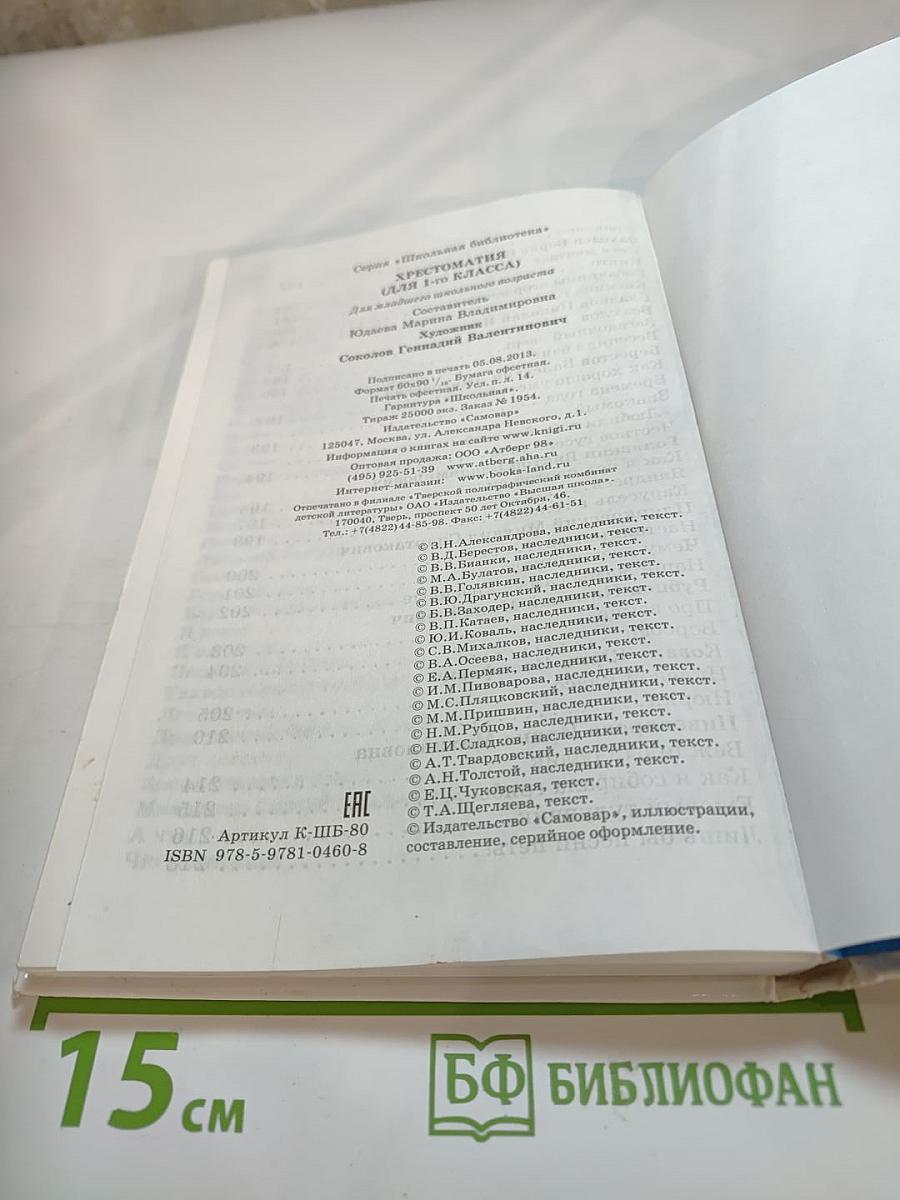 Серия «Школьная библиотека»
ХРЕСТОМАТИЯ
(ДЛЯ 1-го КЛАССА)
Для младшего школьного возраста
Составитель
Юдаева Марина Владимировна
Художник
Соколов Геннадий Валентинович
Подписано в печать 05.08.2013.
Формат 60х90 1/16. Бумага офсетная.
Печать офсетная. Усл. п. л. 14.
Гарнитура «Школьная».
Тираж 25000 экз. Заказ № 1954.
Издательство «Самовар»
125047, Москва, ул. Александра Невского, д.1.
Информация о книгах на сайте www.knigi.ru
Оптовая продажа: ООО «Атберг 98»
(495) 925-51-39 www.atberg.aha.ru
Интернет-магазин: www.books-land.ru
Отпечатано в филиале «Тверской полиграфический комбинат
детской литературы» ОАО «Издательство «Высшая школа».
170040, Тверь, проспект 50 лет Октября, 46.
Тел.: +7(4822) 44-85-98. Факс: +7(4822) 44-61-51
© З.Н.Александрова, наследники, текст.
© В.Д.Берестов, наследники, текст.
© В.В.Бианки, наследники, текст.
© М.А.Булатов, наследники, текст.
© В.В.Голявкин, наследники, текст.
© В.Ю.Драгунский, наследники, текст.
© Б.В.Заходер, наследники, текст.
© В.П.Катаев, наследники, текст.
© Ю.И.Коваль, наследники, текст.
© С.В.Михалков, наследники, текст.
© В.А.Осеева, наследники, текст.
© Е.А.Пермяк, наследники, текст.
© И.М.Пивоварова, наследники, текст.
© М.С.Пляцковский, наследники, текст.
© М.М.Пришвин, наследники, текст.
© Н.М.Рубцов, наследники, текст.
© Н.И.Сладков, наследники, текст.
© А.Т.Твардовский, наследники, текст.
© А.Н.Толстой, наследники, текст.
© Е.Ц.Чуковская, текст.
© Т.А.Щегляева, текст.
© Издательство «Самовар», иллюстрации,
составление, серийное оформление.
ЕАС
Артикул К-ШБ-80
ISBN 978-5-9781-0460-8
15 см
БФ БИБЛИОФАН